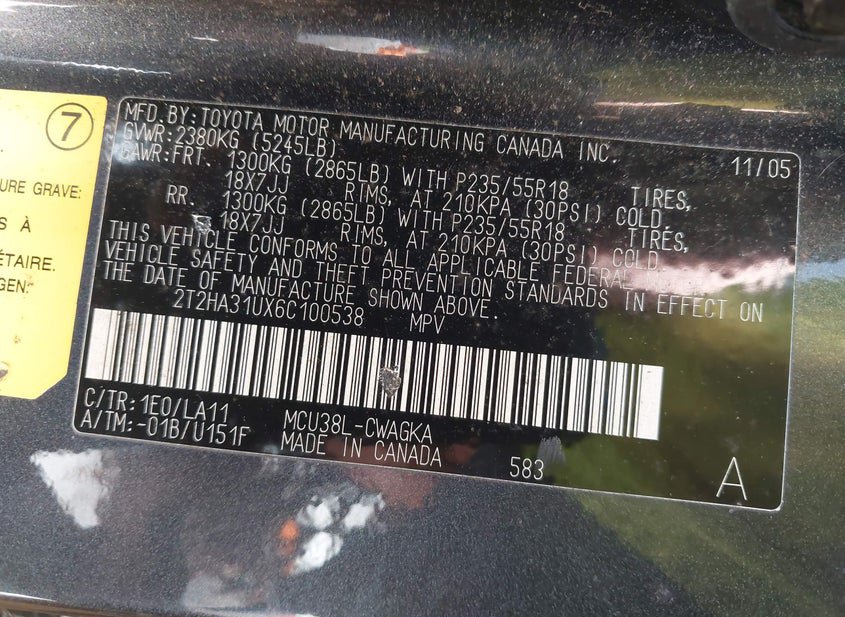 7
URE GRAVE:
S À
ÉTAIRE.
GEN.
MFD.BY:TOYOTA MOTOR MANUFACTURING CANADA INC. 11/05
GVWR:2380KG (5245LB)
GAWR:FRT. 1300KG (2865LB) WITH P235/55R18 TIRES,
18X7JJ RIMS, AT 210KPA (30PSI) COLD.
RR. 1300KG (2865LB) WITH P235/55R18 TIRES,
18X7JJ RIMS, AT 210KPA (30PSI) COLD.
THIS VEHICLE CONFORMS TO ALL APPLICABLE FEDERAL
VEHICLE SAFETY AND THEFT PREVENTION STANDARDS IN EFFECT ON
THE DATE OF MANUFACTURE SHOWN ABOVE.
2T2HA31UX6C100538 MPV
C/TR:1E0/LA11 MCU38L-CWAGKA
A/TM:-01B/U151F MADE IN CANADA 583 A